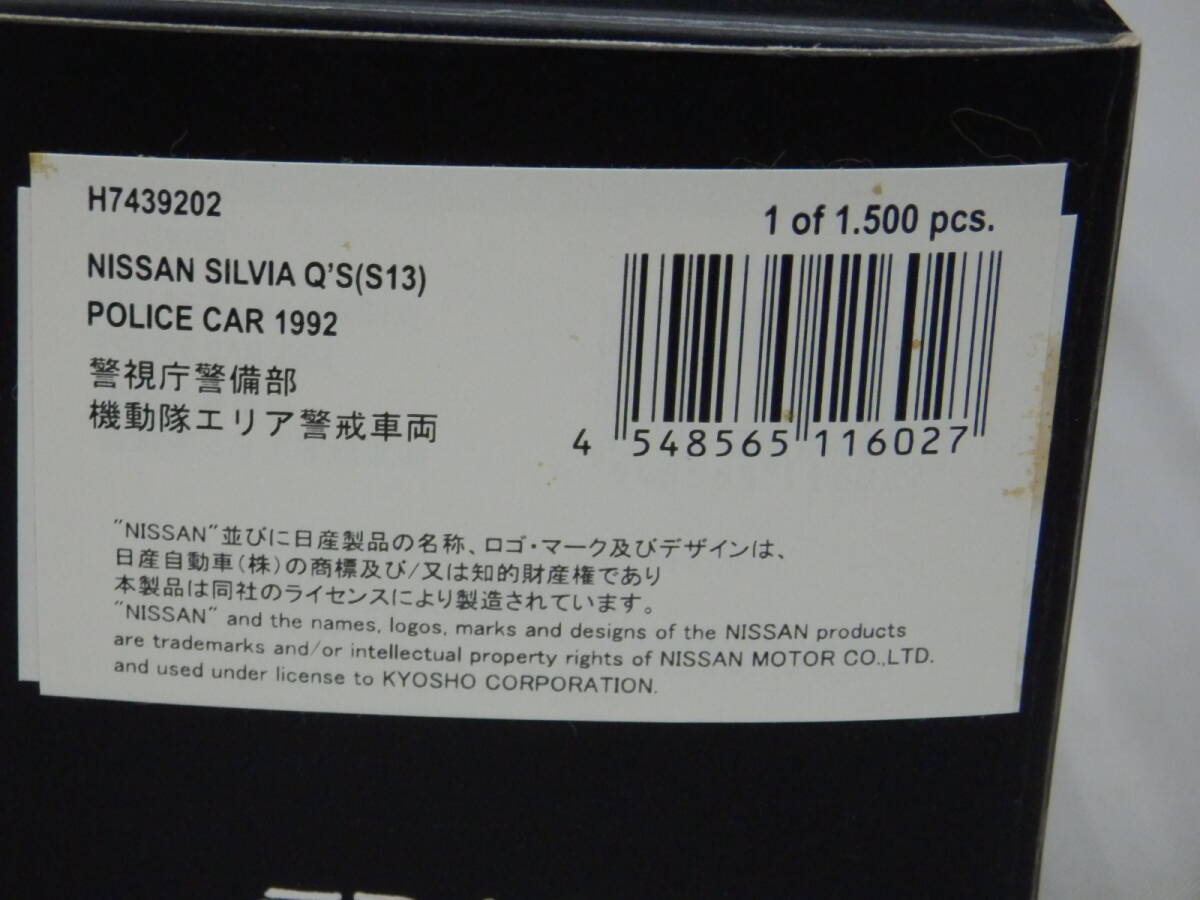 H7439202
1 of 1.500 pcs.
NISSAN SILVIA Q'S(S13)
POLICE CAR 1992
警視庁警備部
機動隊エリア警戒車両
4 548565 116027
"NISSAN"並びに日産製品の名称、ロゴ・マーク及びデザインは、
日産自動車(株)の商標及び/又は知的財産権であり
本製品は同社のライセンスにより製造されています。
"NISSAN" and the names, logos, marks and designs of the NISSAN products
are trademarks and/or intellectual property rights of NISSAN MOTOR CO.,LTD.
and used under license to KYOSHO CORPORATION.